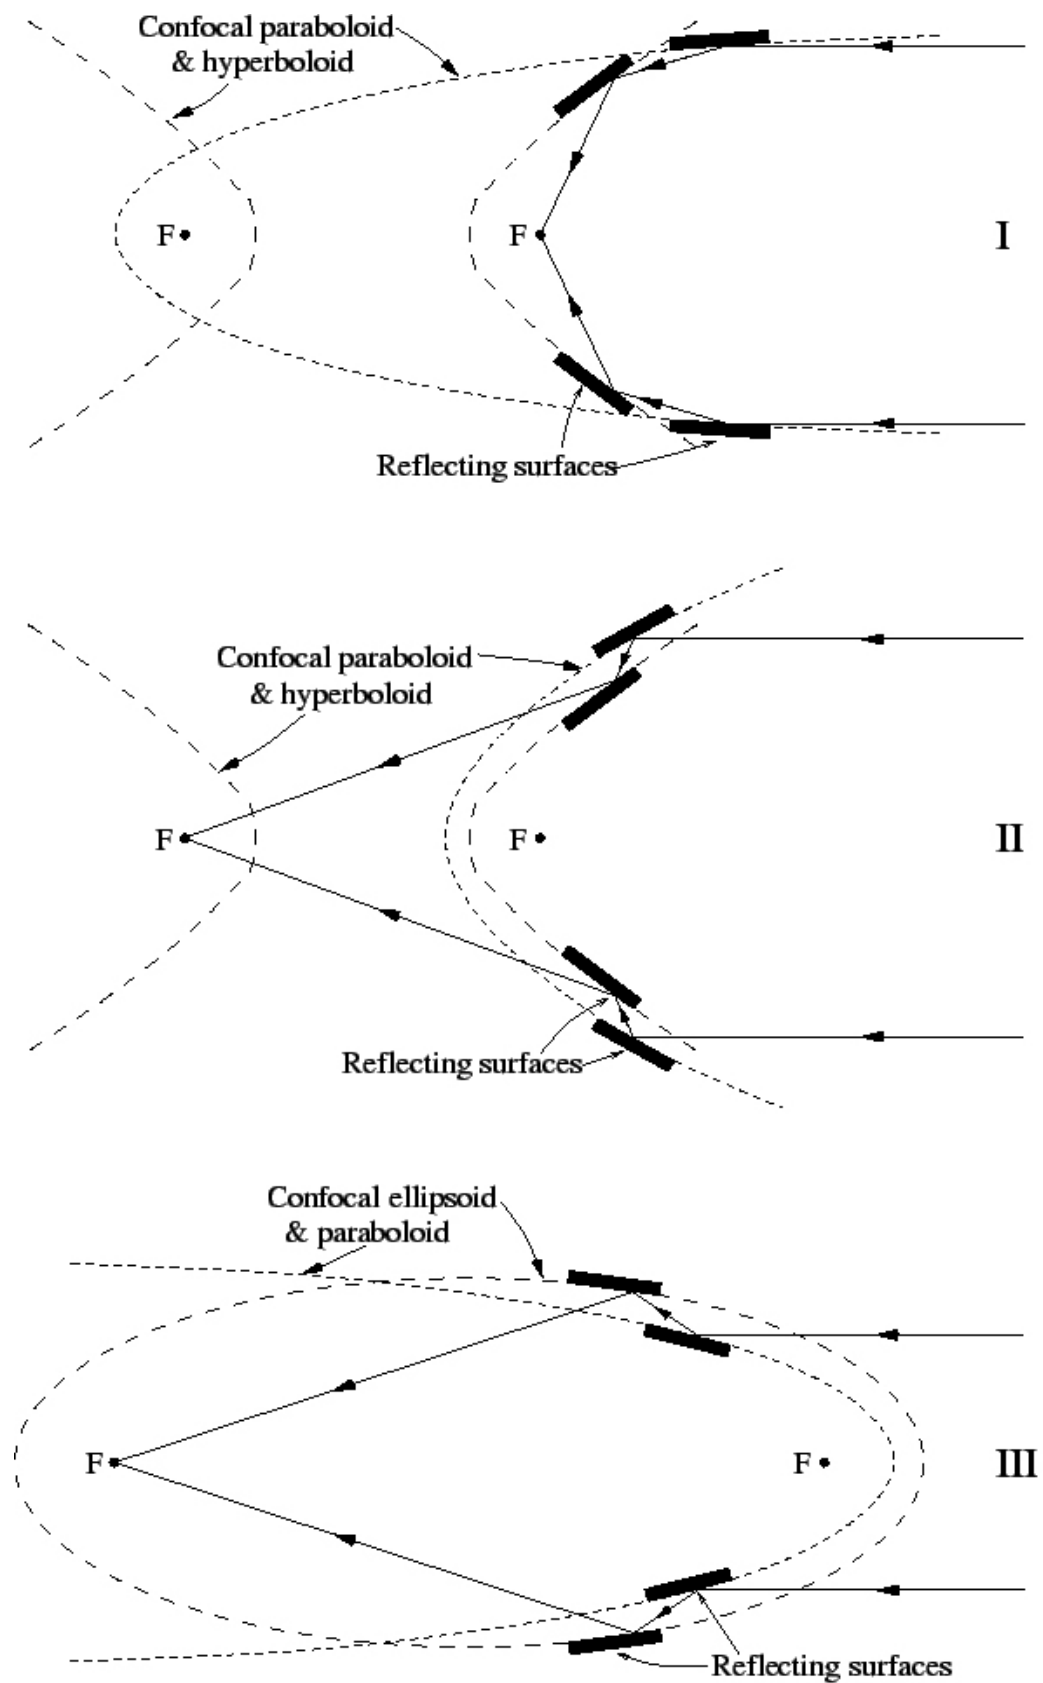 Confocal paraboloid
& hyperboloid
F
F
I
Reflecting surfaces
Confocal paraboloid
& hyperboloid
F
F
II
Reflecting surfaces
Confocal ellipsoid
& paraboloid
F
F
III
Reflecting surfaces